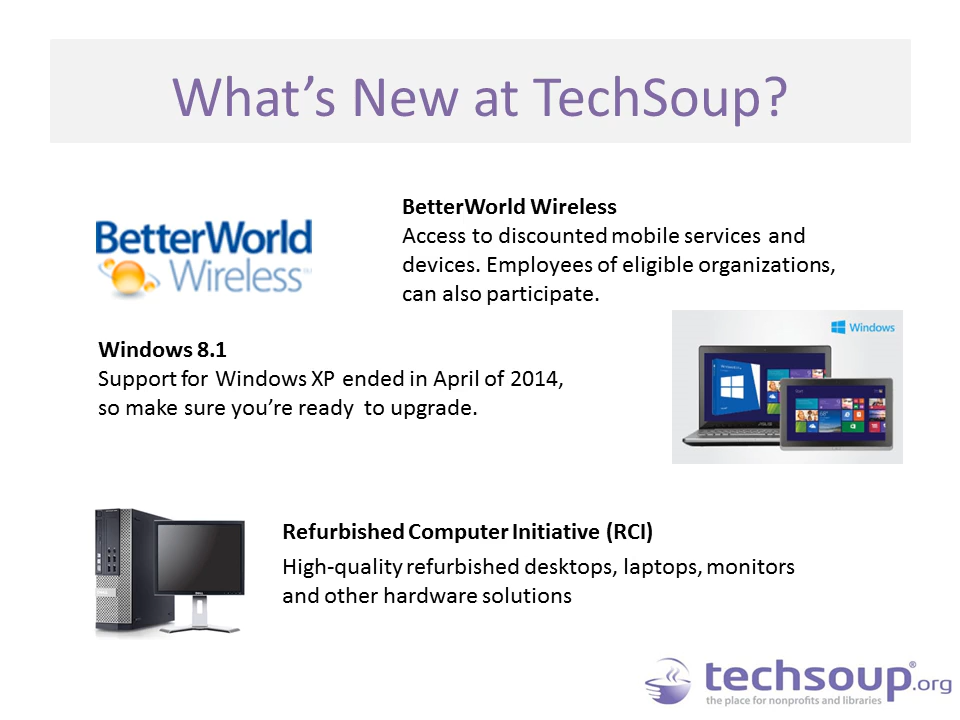 What's New at TechSoup?
BetterWorld
Wireless
BetterWorld Wireless
Access to discounted mobile services and
devices. Employees of eligible organizations,
can also participate.
Windows 8.1
Support for Windows XP ended in April of 2014,
so make sure you're ready to upgrade.
Windows
ASUS
Refurbished Computer Initiative (RCI)
High-quality refurbished desktops, laptops, monitors
and other hardware solutions
DELL
techsoup®.org
the place for nonprofits and libraries